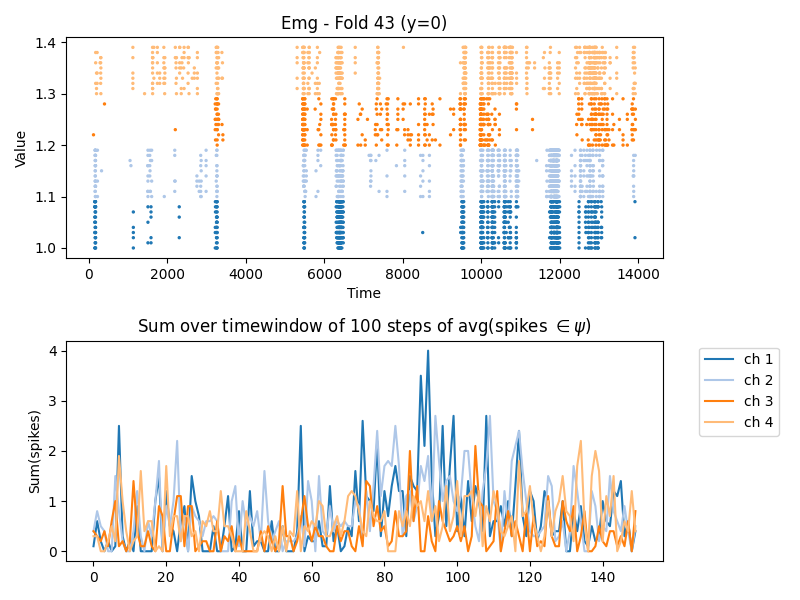 Emg - Fold 43 (y=0)
Value
1.4
1.3
1.2
1.1
1.0
0 2000 4000 6000 8000 10000 12000 14000
Time
Sum over timewindow of 100 steps of avg(spikes ∈ ψ)
Sum(spikes)
4
3
2
1
0
0 20 40 60 80 100 120 140
ch 1
ch 2
ch 3
ch 4